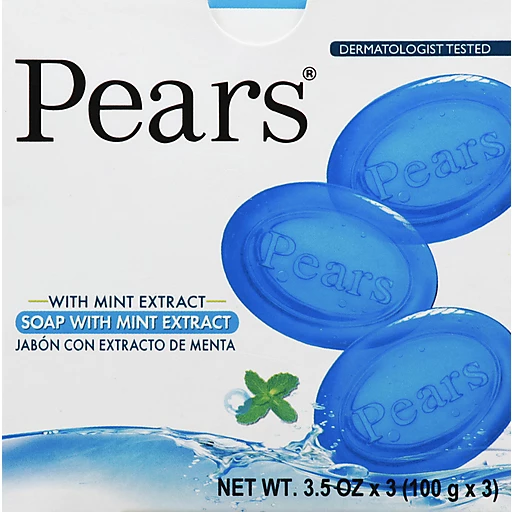 DERMATOLOGIST TESTED
Pears®
Pears
Pears
WITH MINT EXTRACT
SOAP WITH MINT EXTRACT
JABÓN CON EXTRACTO DE MENTA
Pears
NET WT. 3.5 OZ x 3 (100 g x 3)